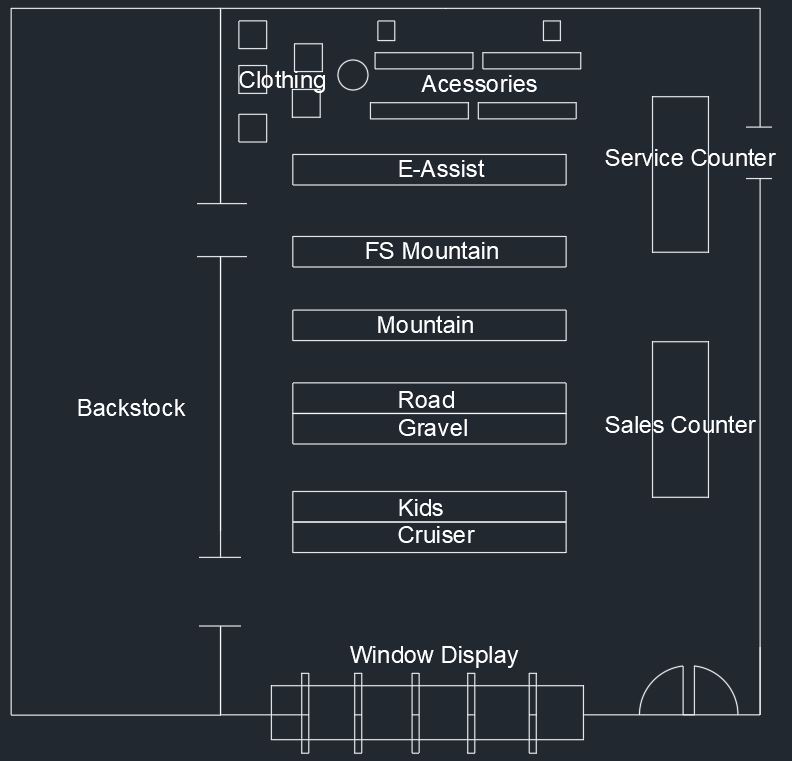 Clothing
Acessories
Service Counter
E-Assist
FS Mountain
Mountain
Road
Gravel
Backstock
Sales Counter
Kids
Cruiser
Window Display